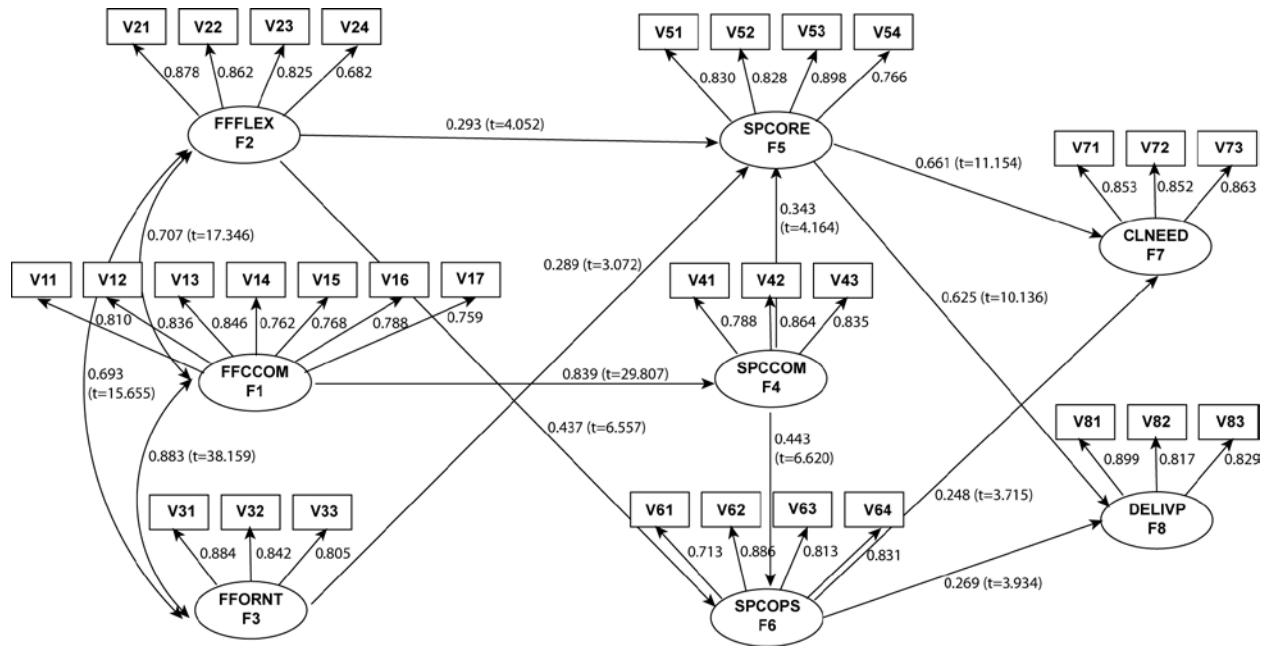 V21 V22 V23 V24
0.878 0.862 0.825 0.682
FFFLEX
F2
V51 V52 V53 V54
0.830 0.828 0.898 0.766
SPCORE
F5
0.293 (t=4.052)
V71 V72 V73
0.853 0.852 0.863
CLNEED
F7
0.661 (t=11.154)
0.343
(t=4.164)
0.707 (t=17.346)
0.289 (t=3.072)
0.625 (t=10.136)
V11 V12 V13 V14 V15 V16 V17
0.810 0.836 0.846 0.762 0.768 0.788 0.759
FFCCOM
F1
V41 V42 V43
0.788 0.864 0.835
SPCCOM
F4
0.693
(t=15.655)
0.839 (t=29.807)
0.437 (t=6.557)
0.443
(t=6.620)
0.883 (t=38.159)
V81 V82 V83
0.899 0.817 0.829
DELIVP
F8
0.248 (t=3.715)
V31 V32 V33
0.884 0.842 0.805
FFORNT
F3
V61 V62 V63 V64
0.713 0.886 0.813 0.831
SPCOPS
F6
0.269 (t=3.934)